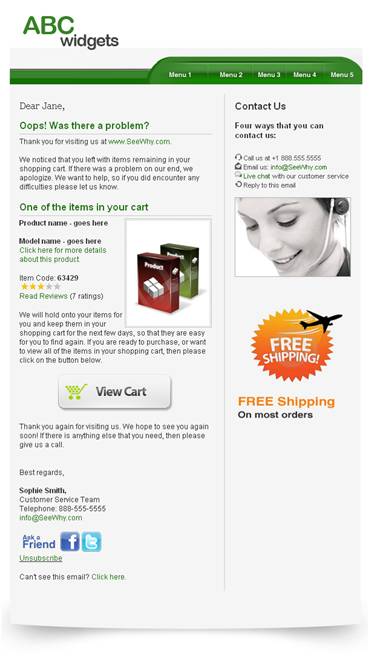 ABC
widgets
Menu 1 Menu 2 Menu 3 Menu 4 Menu 5
Dear Jane,
Oops! Was there a problem?
Thank you for visiting us at www.SeeWhy.com.
We noticed that you left with items remaining in your
shopping cart. If there was a problem on our end, we
apologize. We want to help, so if you did encounter any
difficulties please let us know.
One of the items in your cart
Product name - goes here
Model name - goes here
Click here for more details
about this product
Item Code: 63429
Read Reviews (7 ratings)
Product
We will hold onto your items for
you and keep them in your
shopping cart for the next few days, so that they are easy
for you to find again. If you are ready to purchase, or want
to view all of the items in your shopping cart, then please
click on the button below.
View Cart
Thank you again for visiting us. We hope to see you again
soon! If there is anything else that you need, then please
give us a call.
Best regards,
Sophie Smith,
Customer Service Team
Telephone: 888-555-5555
info@SeeWhy.com
Ask a
Friend
f
t
Unsubscribe
Can't see this email? Click here.
Contact Us
Four ways that you can
contact us:
Call us at +1 888.555.5555
Email us: info@SeeWhy.com
Live chat with our customer service
Reply to this email
FREE
SHIPPING!
FREE Shipping
On most orders